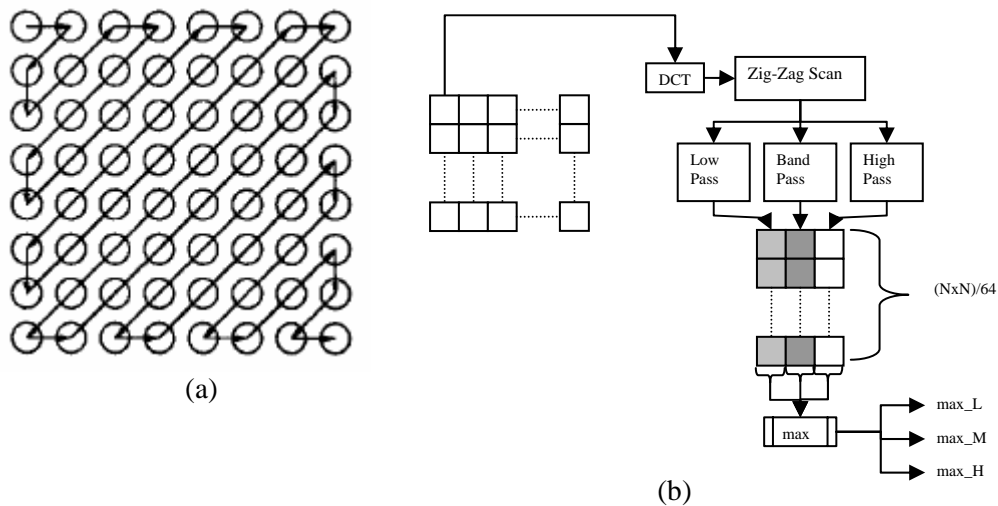 DCT
Zig-Zag Scan
Low
Pass
Band
Pass
High
Pass
(NxN)/64
max
max_L
max_M
max_H
(a)
(b)